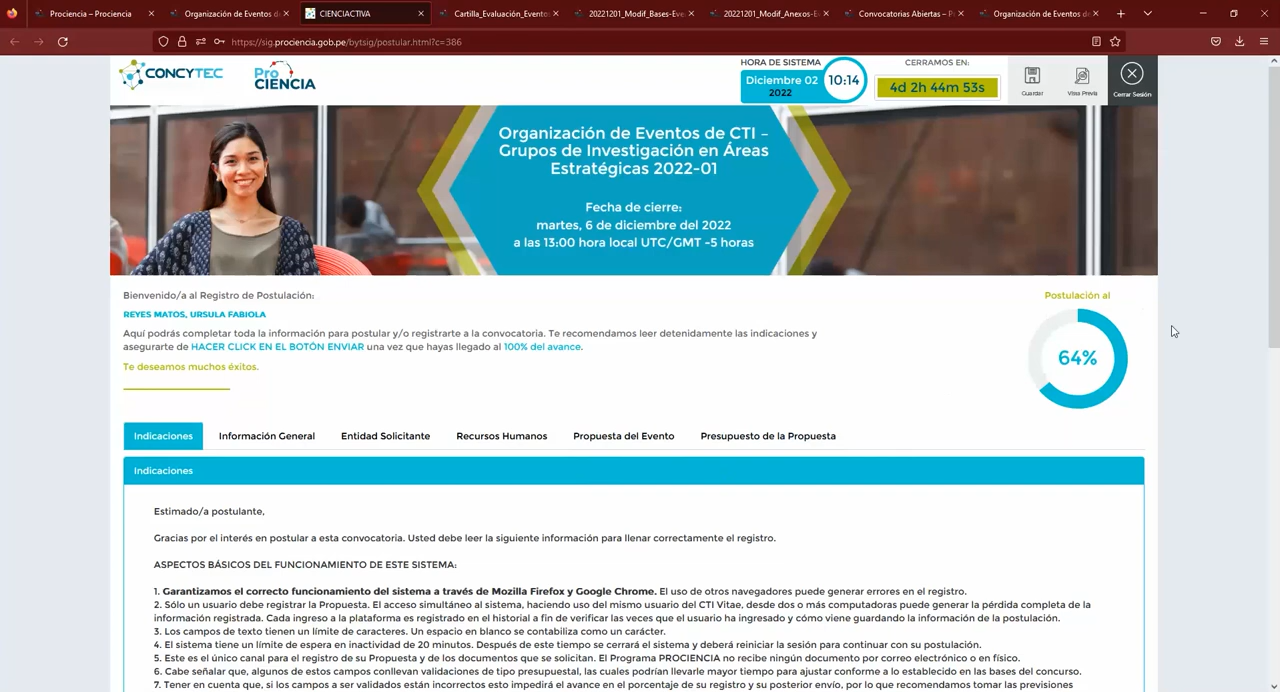 Prociencia – Prociencia
Organización de Eventos d
CIENCIACTIVA
Cartilla_Evaluación_Evento
20221201_Modif_Bases-Eve
20221201_Modif_Anexos-E
Convocatorias Abiertas – P
Organización de Eventos de
https://sig.prociencia.gob.pe/bytsig/postular.html?c=386
CONCYTEC
Pro
CIENCIA
HORA DE SISTEMA
Diciembre 02
2022
10:14
CERRAMOS EN:
4d 2h 44m 53s
Guardar
Vista Previa
Cerrar Sesión
Organización de Eventos de CTI –
Grupos de Investigación en Áreas
Estratégicas 2022-01
Fecha de cierre:
martes, 6 de diciembre del 2022
a las 13:00 hora local UTC/GMT -5 horas
Bienvenido/a al Registro de Postulación:
REYES MATOS, URSULA FABIOLA
Aquí podrás completar toda la información para postular y/o registrarte a la convocatoria. Te recomendamos leer detenidamente las indicaciones y
asegurarte de HACER CLICK EN EL BOTÓN ENVIAR una vez que hayas llegado al 100% del avance.
Te deseamos muchos éxitos.
Postulación al
64%
Indicaciones
Información General
Entidad Solicitante
Recursos Humanos
Propuesta del Evento
Presupuesto de la Propuesta
Indicaciones
Estimado/a postulante,
Gracias por el interés en postular a esta convocatoria. Usted debe leer la siguiente información para llenar correctamente el registro.
ASPECTOS BÁSICOS DEL FUNCIONAMIENTO DE ESTE SISTEMA:
1. Garantizamos el correcto funcionamiento del sistema a través de Mozilla Firefox y Google Chrome. El uso de otros navegadores puede generar errores en el registro.
2. Sólo un usuario debe registrar la Propuesta. El acceso simultáneo al sistema, haciendo uso del mismo usuario del CTI Vitae, desde dos o más computadoras puede generar la pérdida completa de la
información registrada. Cada ingreso a la plataforma es registrado en el historial a fin de verificar las veces que el usuario ha ingresado y cómo viene guardando la información de la postulación.
3. Los campos de texto tienen un límite de caracteres. Un espacio en blanco se contabiliza como un carácter.
4. El sistema tiene un límite de espera en inactividad de 20 minutos. Después de este tiempo se cerrará el sistema y deberá reiniciar la sesión para continuar con su postulación.
5. Este es el único canal para el registro de su Propuesta y de los documentos que se solicitan. El Programa PROCIENCIA no recibe ningún documento por correo electrónico o en físico.
6. Cabe señalar que, algunos de estos campos conllevan validaciones de tipo presupuestal, las cuales podrían llevarle mayor tiempo para ajustar conforme a lo establecido en las bases del concurso.
7. Tener en cuenta que, si los campos a ser validados están incorrectos esto impedirá el avance en el porcentaje de su registro y su posterior envío, por lo que recomendamos tomar las previsiones